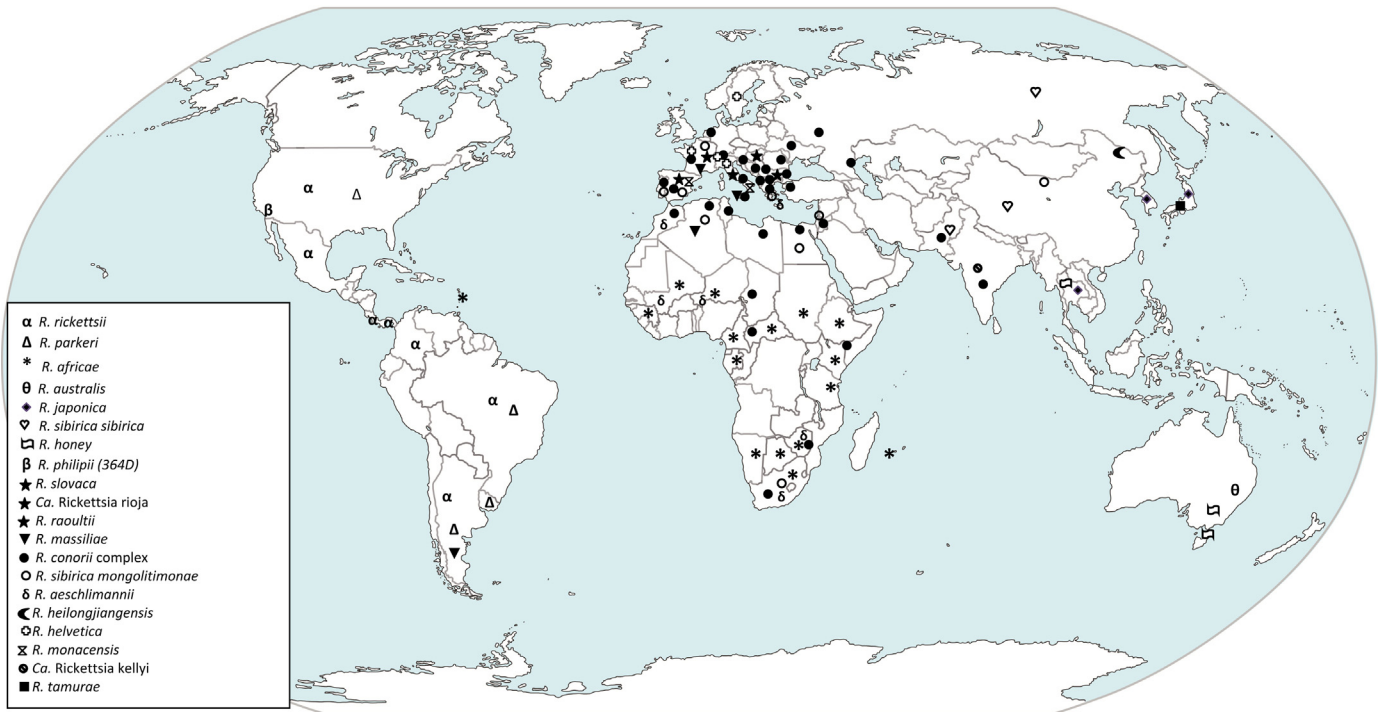 α R. rickettsii
Δ R. parkeri
* R. africae
θ R. australis
R. japonica
R. sibirica sibirica
R. honey
β R. philipii (364D)
R. slovaca
Ca. Rickettsia rioja
R. raoultii
R. massiliae
R. conorii complex
R. sibirica mongolitimonae
δ R. aeschlimannii
R. heilongjiangensis
R. helvetica
R. monacensis
Ca. Rickettsia kellyi
R. tamurae